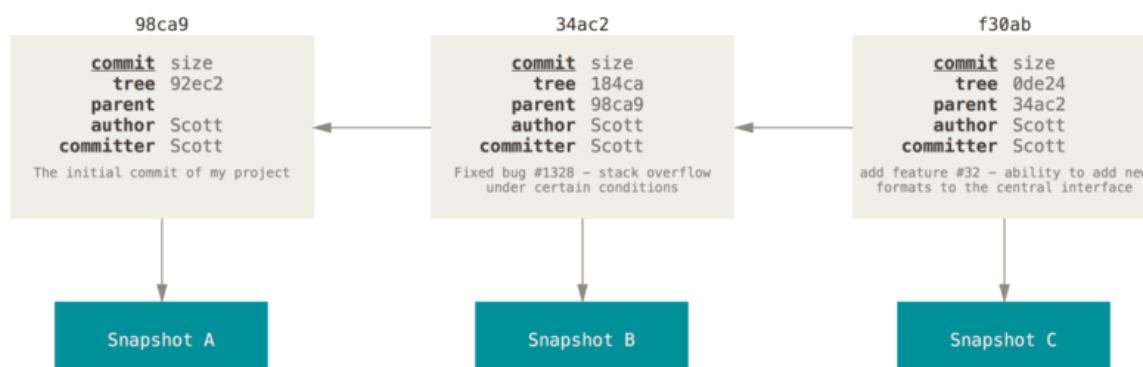 98ca9
commit size
tree 92ec2
parent
author Scott
committer Scott
The initial commit of my project
Snapshot A
34ac2
commit size
tree 184ca
parent 98ca9
author Scott
committer Scott
Fixed bug #1328 – stack overflow
under certain conditions
Snapshot B
f30ab
commit size
tree 0de24
parent 34ac2
author Scott
committer Scott
add feature #32 – ability to add new
formats to the central interface
Snapshot C